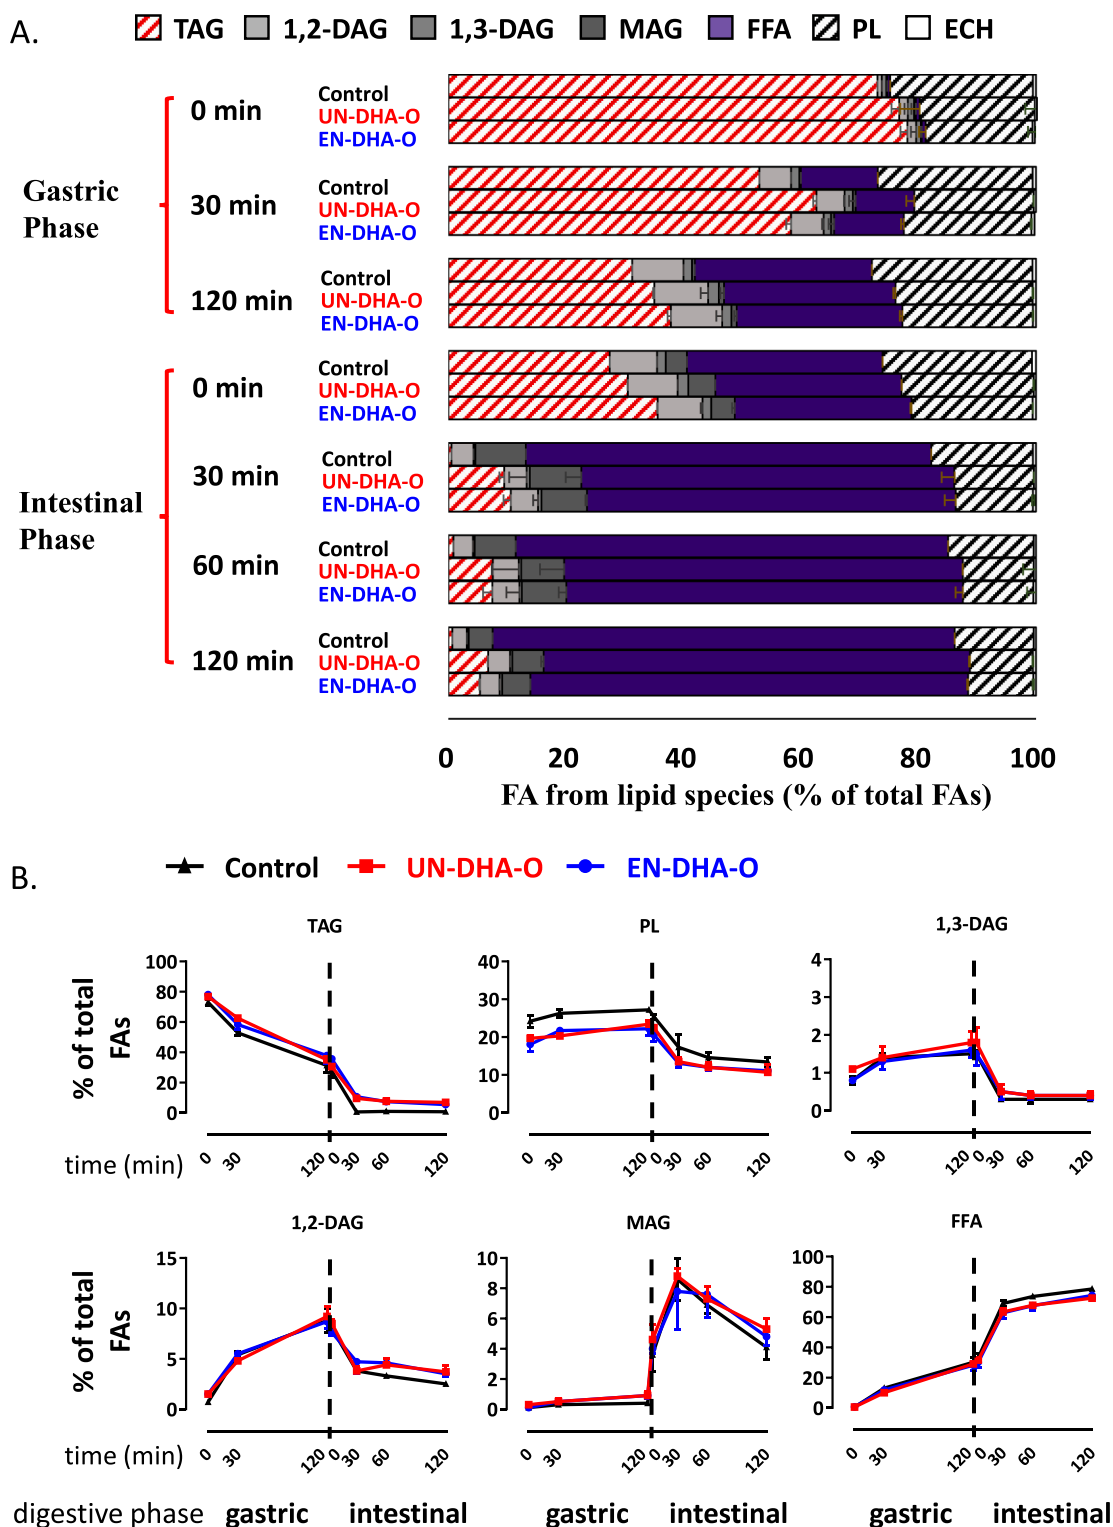 A.
TAG 1,2-DAG 1,3-DAG MAG FFA PL ECH
Gastric
Phase
0 min
Control
UN-DHA-O
EN-DHA-O
30 min
Control
UN-DHA-O
EN-DHA-O
120 min
Control
UN-DHA-O
EN-DHA-O
Intestinal
Phase
0 min
Control
UN-DHA-O
EN-DHA-O
30 min
Control
UN-DHA-O
EN-DHA-O
60 min
Control
UN-DHA-O
EN-DHA-O
120 min
Control
UN-DHA-O
EN-DHA-O
0 20 40 60 80 100
FA from lipid species (% of total FAs)
B.
Control UN-DHA-O EN-DHA-O
TAG
% of total
FAs
100
80
60
40
20
0
time (min)
0 30 120 0 30 60 120
PL
40
30
20
10
0
0 30 120 0 30 60 120
1,3-DAG
4
3
2
1
0
0 30 120 0 30 60 120
1,2-DAG
% of total
FAs
15
10
5
0
time (min)
0 30 120 0 30 60 120
MAG
10
8
6
4
2
0
0 30 120 0 30 60 120
FFA
100
80
60
40
20
0
0 30 120 0 30 60 120
digestive phase gastric intestinal gastric intestinal gastric intestinal